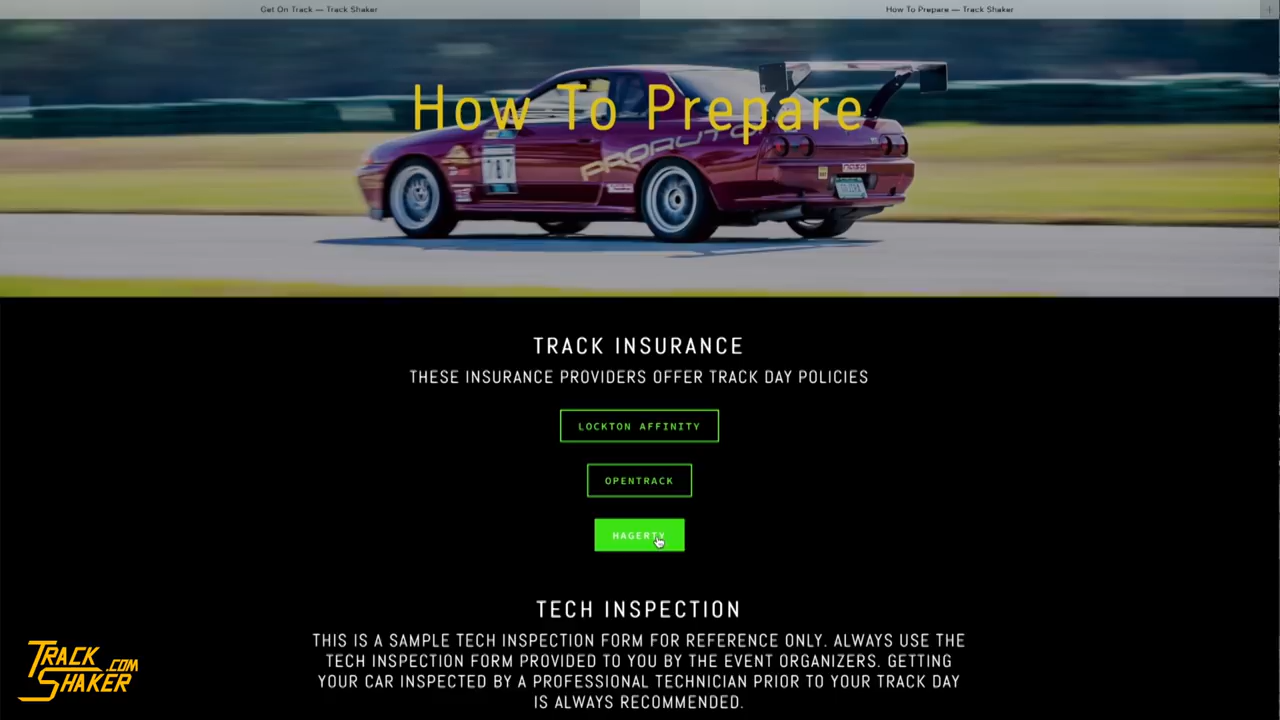 Get On Track — Track Shaker
How To Prepare — Track Shaker
How To Prepare
PROAUTO
707
TRACK INSURANCE
THESE INSURANCE PROVIDERS OFFER TRACK DAY POLICIES
LOCKTON AFFINITY
OPENTRACK
HAGERTY
TECH INSPECTION
THIS IS A SAMPLE TECH INSPECTION FORM FOR REFERENCE ONLY. ALWAYS USE THE
TECH INSPECTION FORM PROVIDED TO YOU BY THE EVENT ORGANIZERS. GETTING
YOUR CAR INSPECTED BY A PROFESSIONAL TECHNICIAN PRIOR TO YOUR TRACK DAY
IS ALWAYS RECOMMENDED.
TRACK .COM
SHAKER